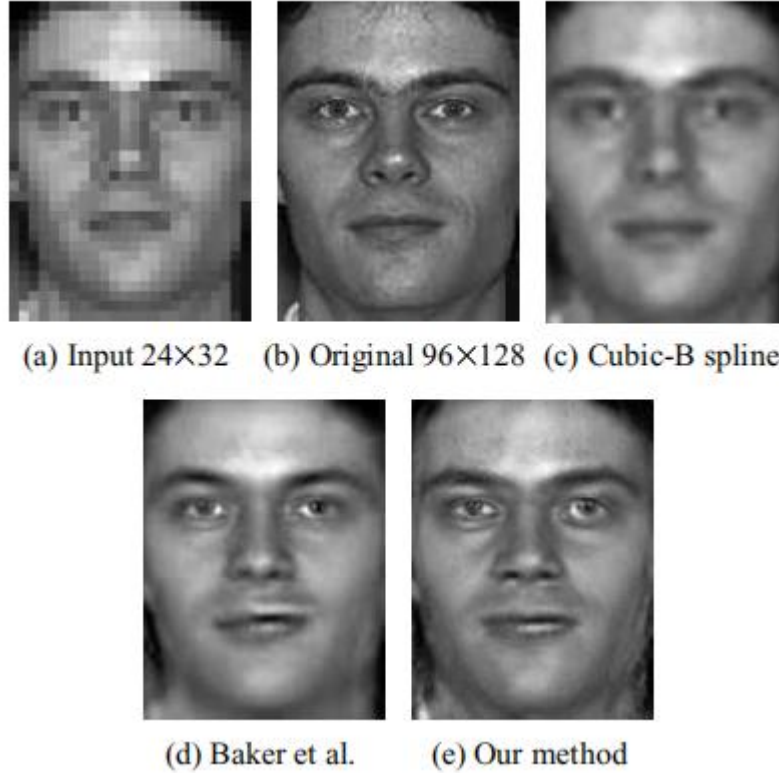 (a) Input 24×32 (b) Original 96×128 (c) Cubic-B spline
(d) Baker et al. (e) Our method